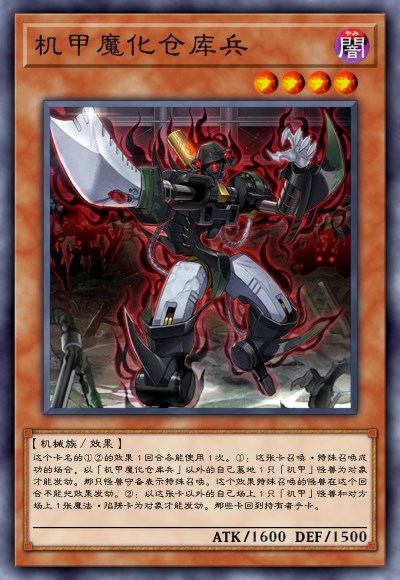 机甲魔化仓库兵
やみ
闇
【机械族/效果】
这个卡名的①②的效果1回合各能使用1次。①:这张卡召唤·特殊召唤成
功的场合,以「机甲魔化仓库兵」以外的自己墓地1只「机甲」怪兽为对象
才能发动。那只怪兽守备表示特殊召唤。这个效果特殊召唤的怪兽在这个回
合不能把效果发动。②:以这张卡以外的自己场上1只「机甲」怪兽和对方
场上1张魔法·陷阱卡为对象才能发动。那些卡回到持有者手卡。
ATK/1600 DEF/1500